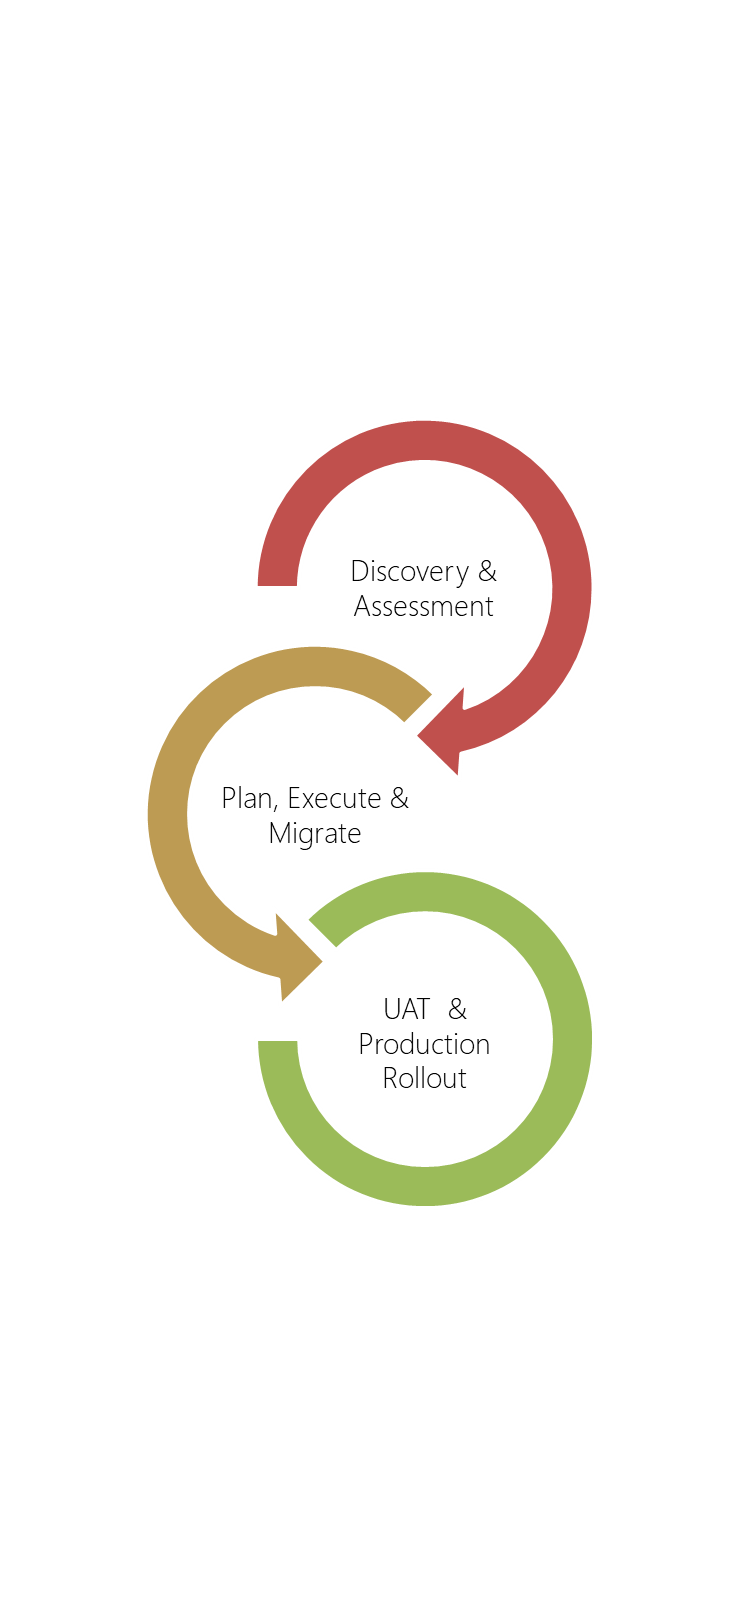 Discovery &
Assessment
Plan, Execute &
Migrate
UAT  &
Production
Rollout